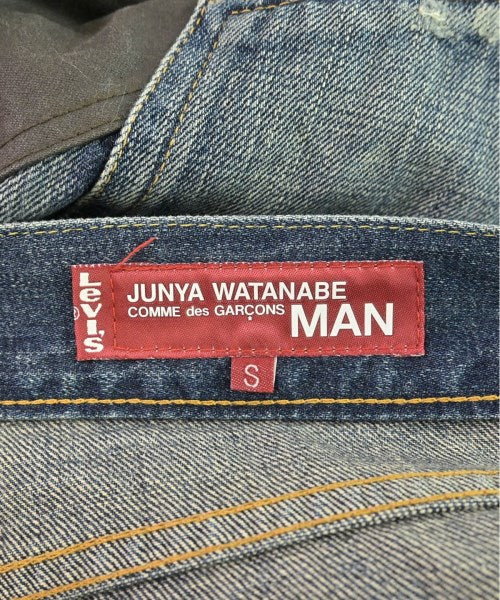 Levi's
®
JUNYA WATANABE
COMME des GARÇONS MAN
S